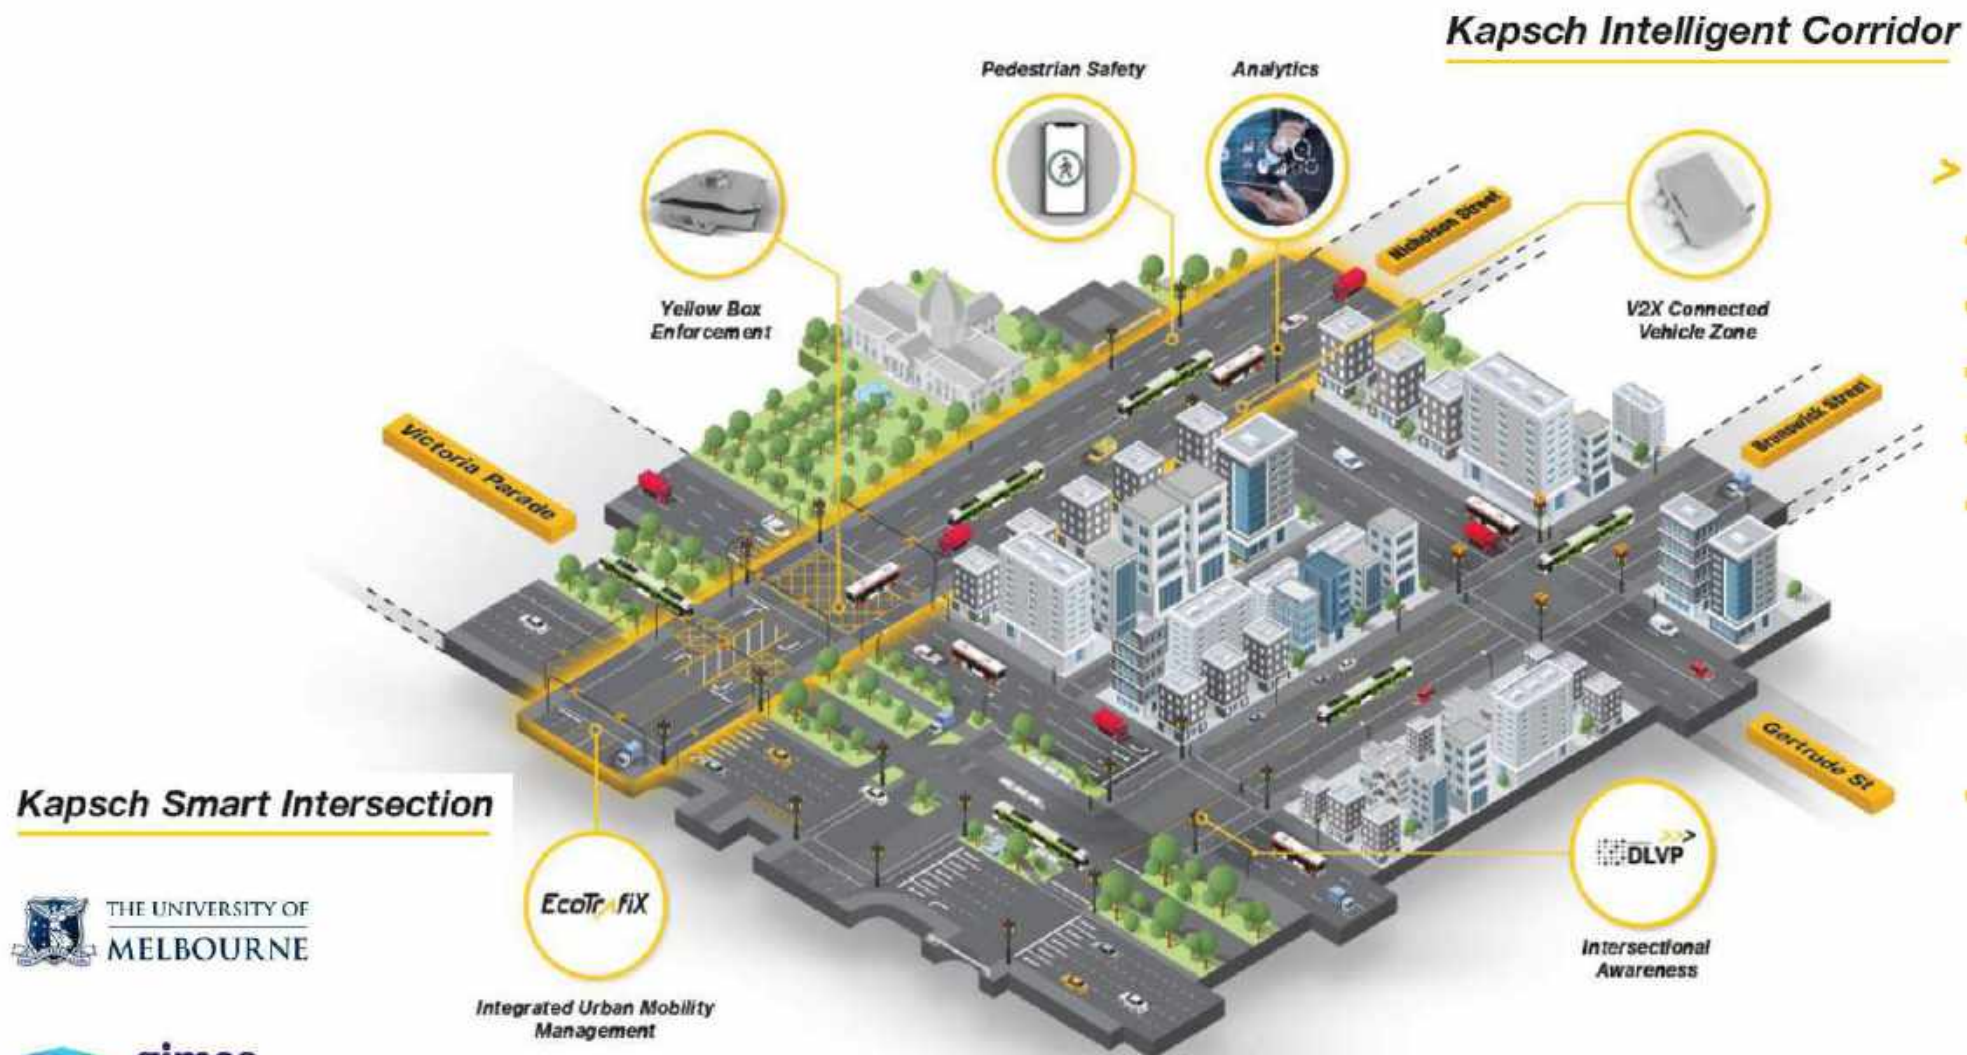 Kapsch Intelligent Corridor
Pedestrian Safety
Analytics
Nicholson Street
Yellow Box
Enforcement
V2X Connected
Vehicle Zone
Brunswick Street
Victoria Parade
Gertrude St
Kapsch Smart Intersection
DLVP
EcoTrafiX
THE UNIVERSITY OF
MELBOURNE
Intersectional
Awareness
Integrated Urban Mobility
Management